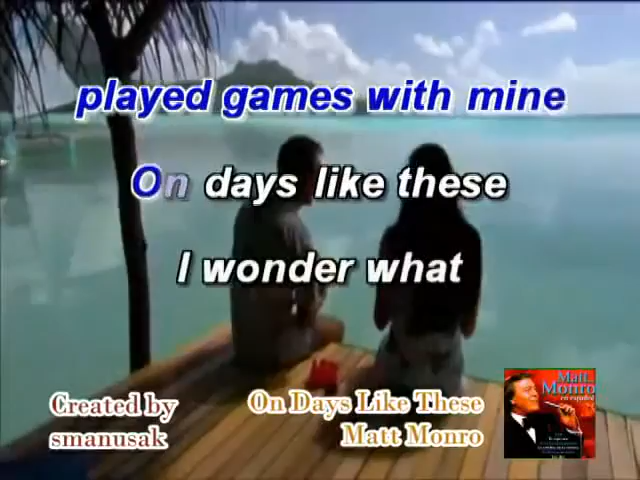 played games with mine
On days like these
I wonder what
Created by
smanusak
On Days Like These
Matt Monro
Matt
Monro
en español